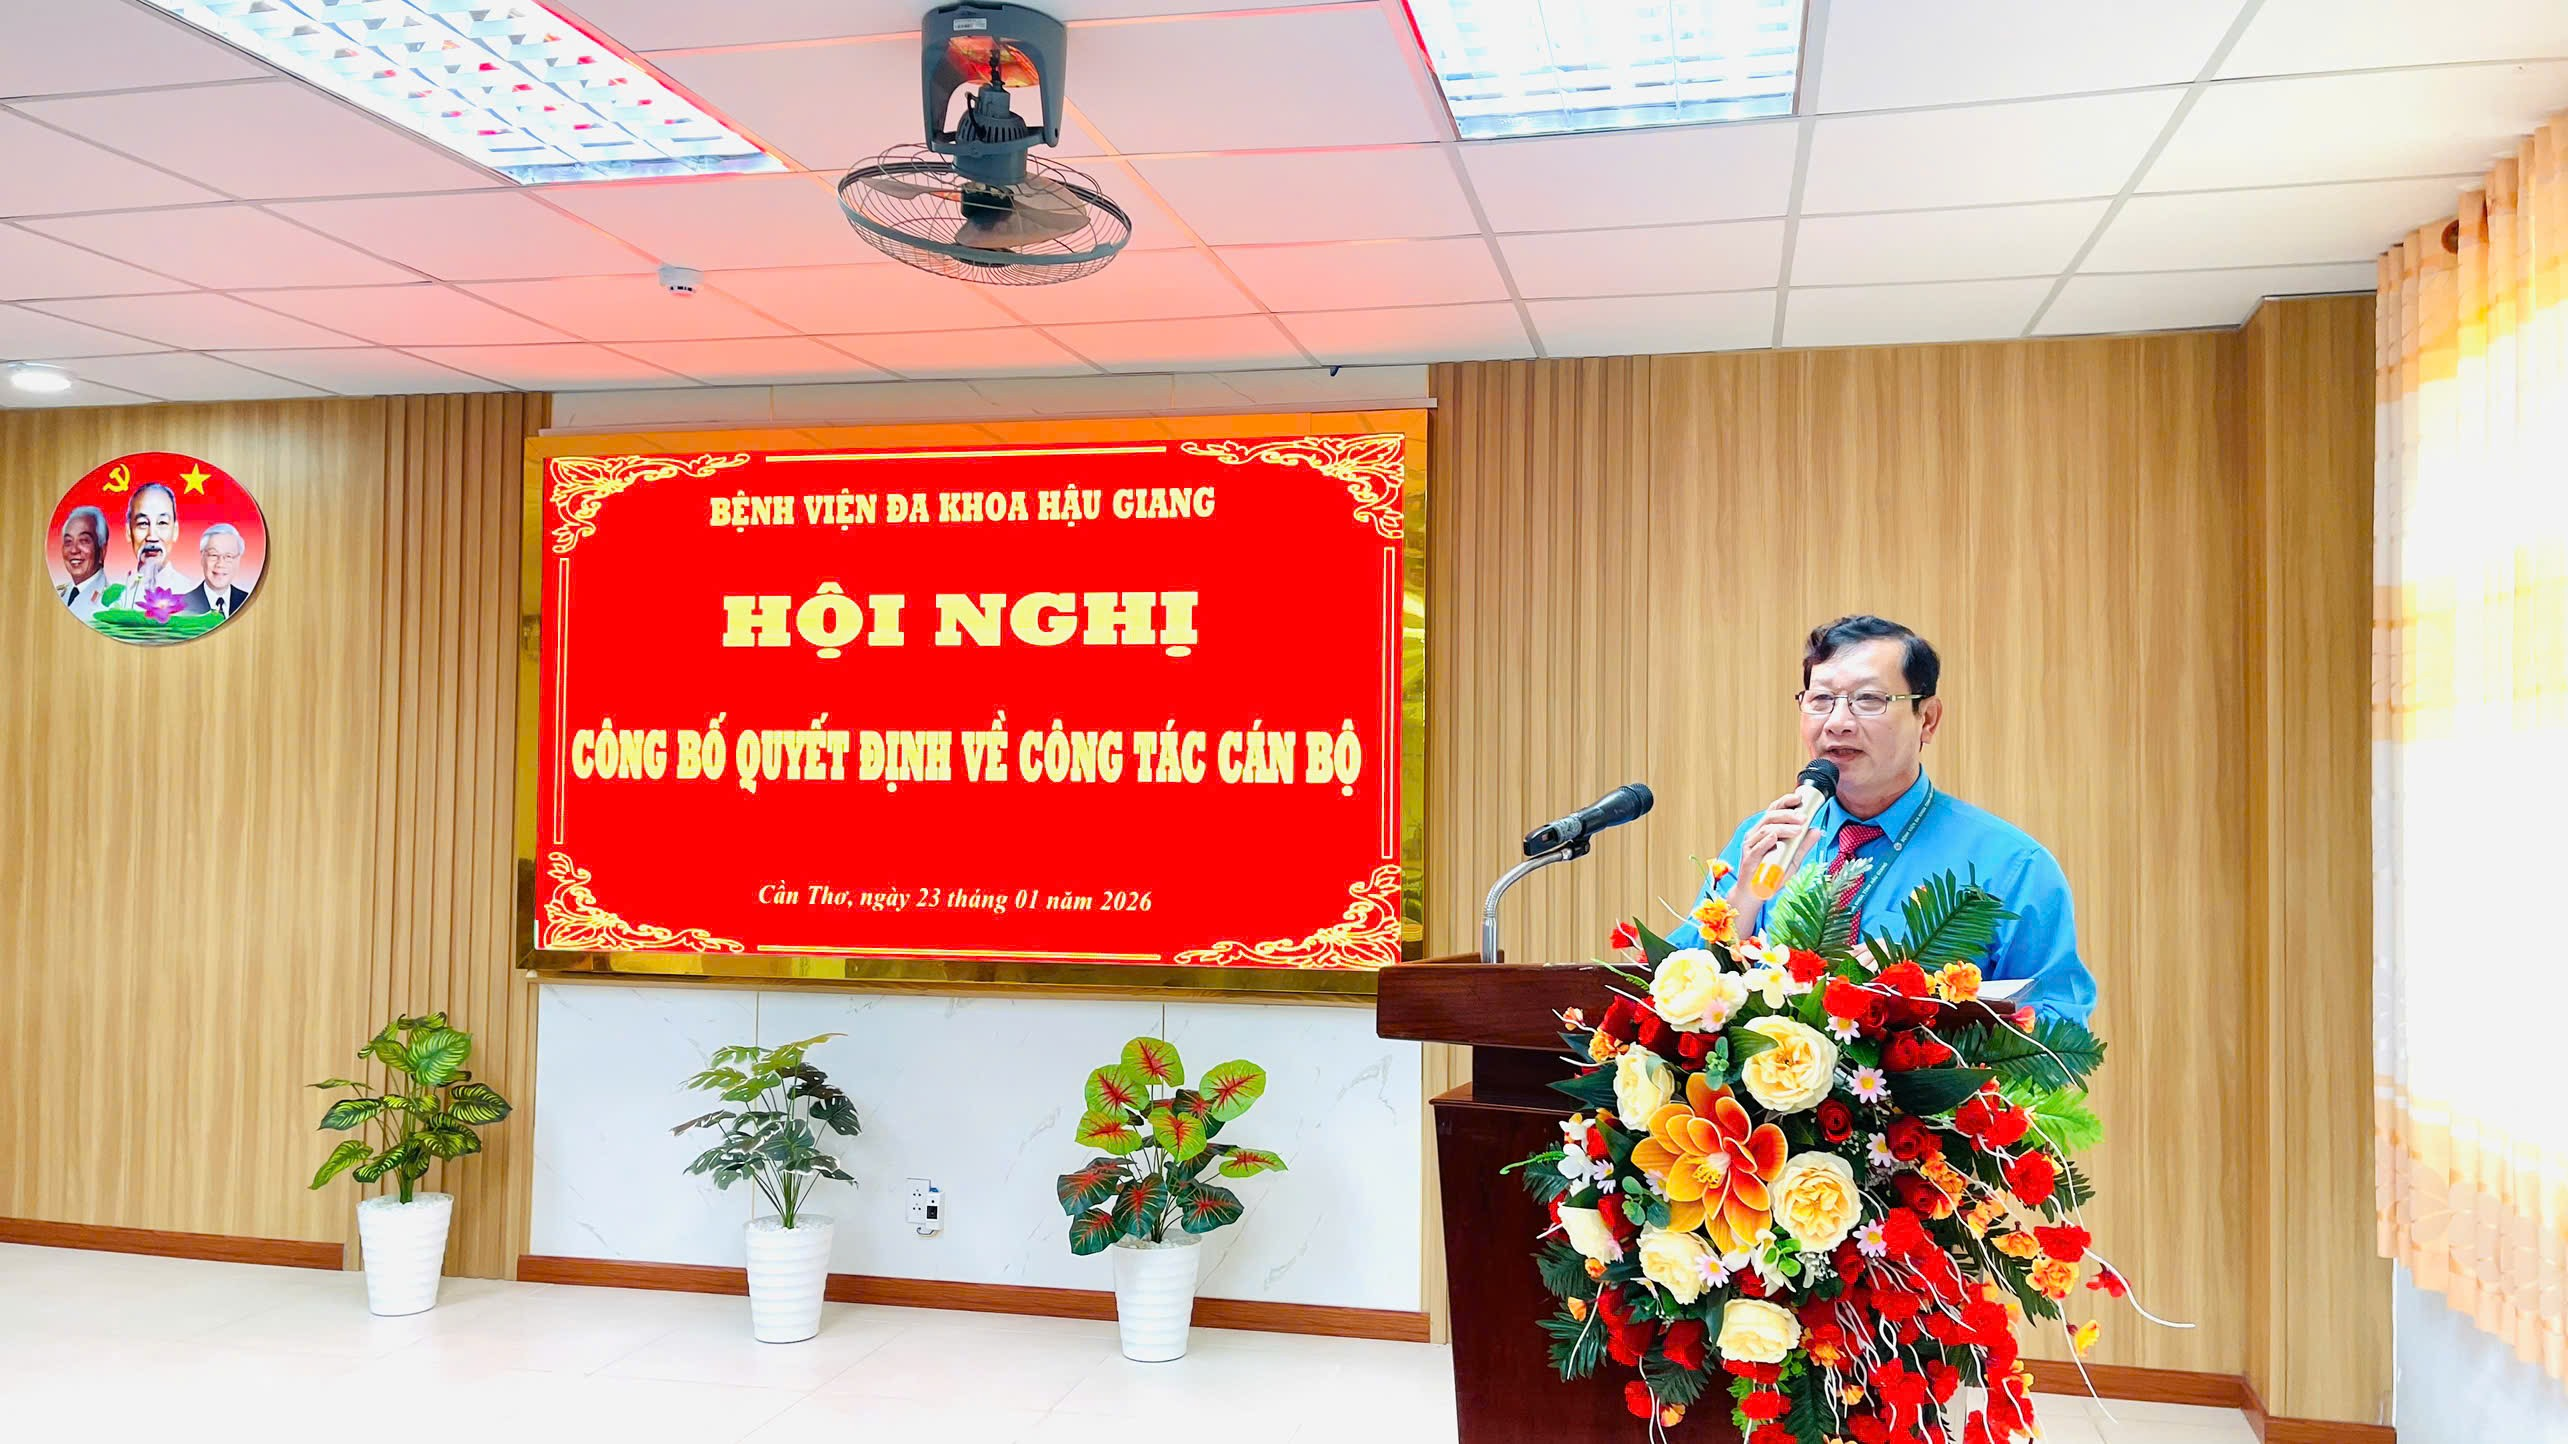 BỆNH VIỆN ĐA KHOA HẬU GIANG
HỘI NGHỊ
CÔNG BỐ QUYẾT ĐỊNH VỀ CÔNG TÁC CÁN BỘ
Cần Thơ, ngày 23 tháng 01 năm 2026